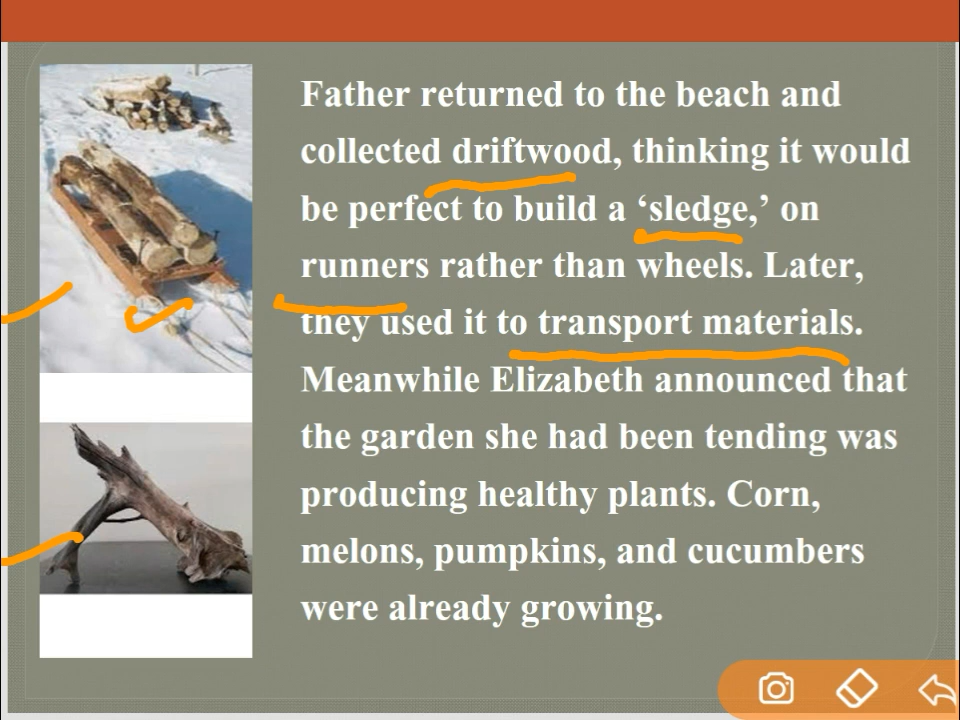 Father returned to the beach and
collected driftwood, thinking it would
be perfect to build a ‘sledge,’ on
runners rather than wheels. Later,
they used it to transport materials.
Meanwhile Elizabeth announced that
the garden she had been tending was
producing healthy plants. Corn,
melons, pumpkins, and cucumbers
were already growing.